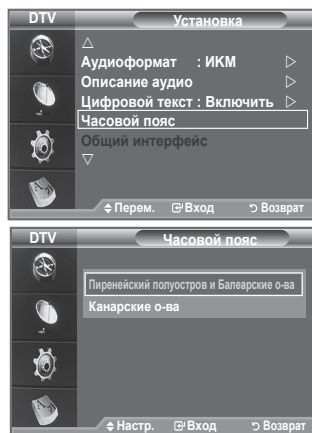 DTV
Установка
△
Аудиоформат : ИКМ ▷
Описание аудио ▷
Цифровой текст : Включить ▷
Часовой пояс
Общий интерфейс
▽
Перем. Вход Возврат
DTV
Часовой пояс
Пиренейский полуостров и Балеарские о-ва
Канарские о-ва
Настр. Вход Возврат